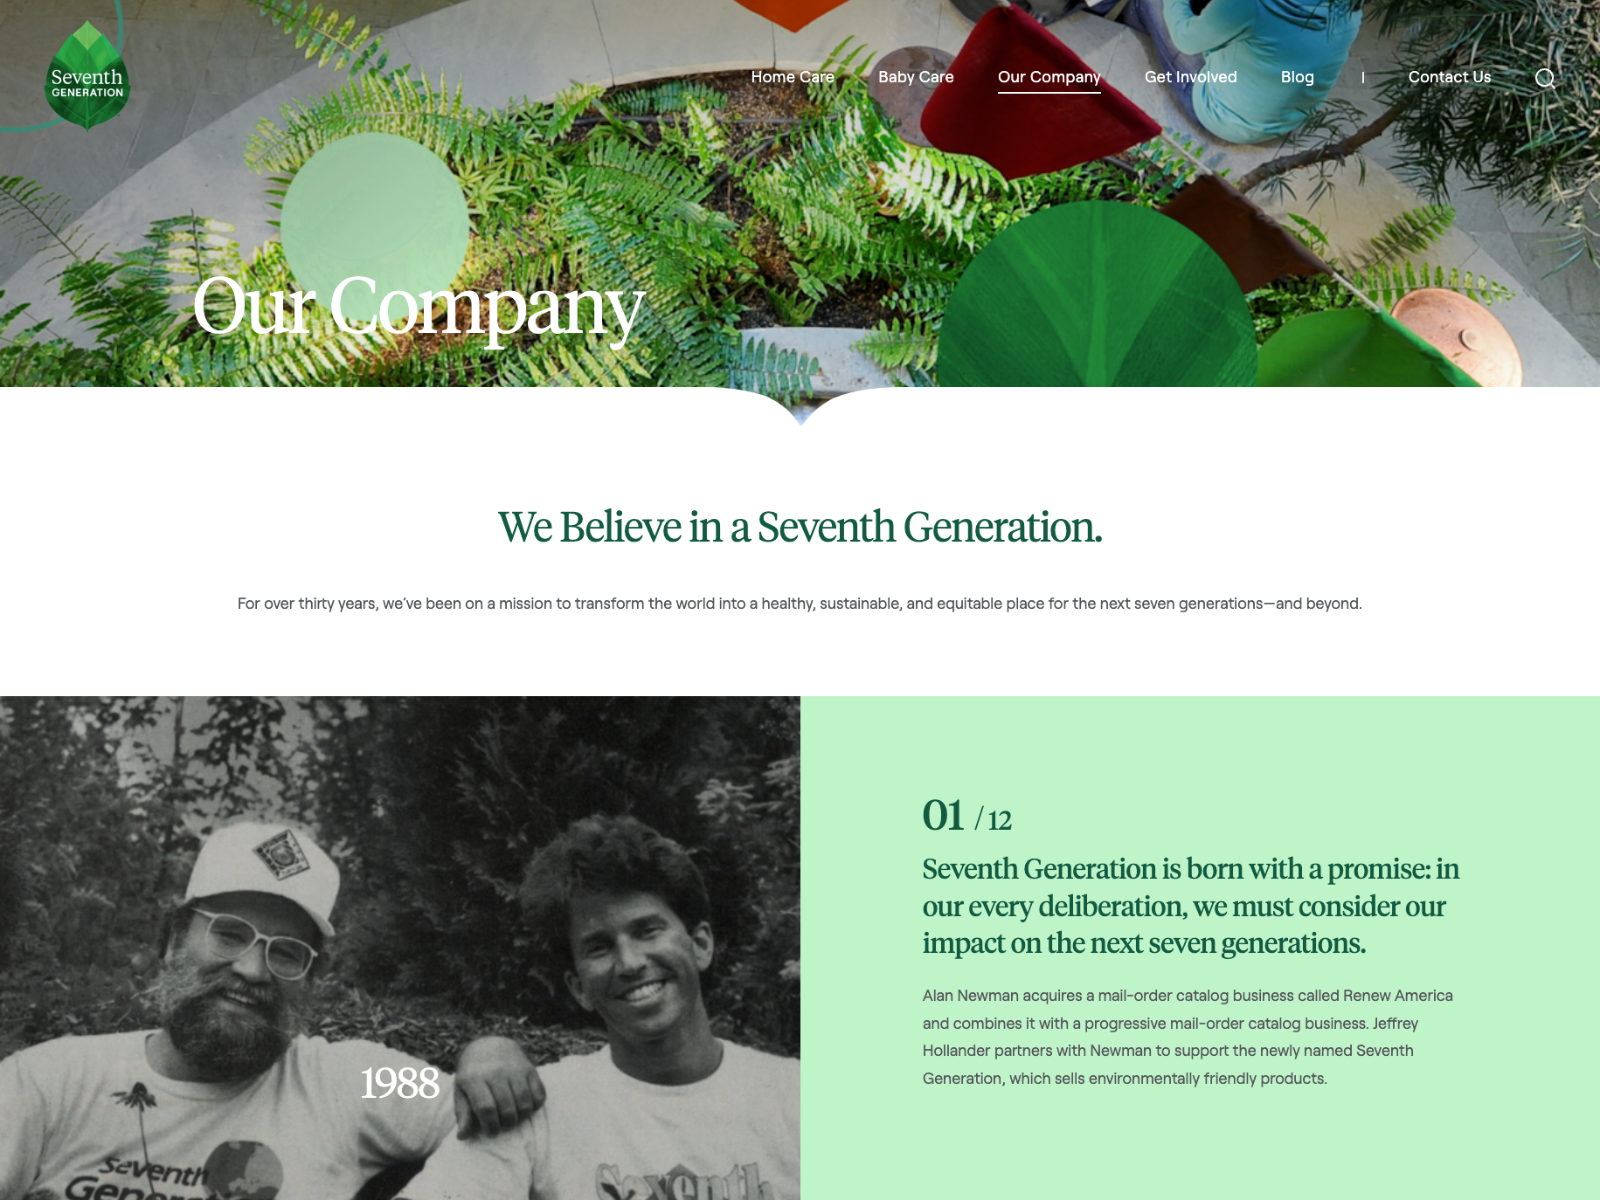 Seventh
GENERATION
Home Care
Baby Care
Our Company
Get Involved
Blog
|
Contact Us
Our Company
We Believe in a Seventh Generation.
For over thirty years, we've been on a mission to transform the world into a healthy, sustainable, and equitable place for the next seven generations—and beyond.
1988
seventh
Seventh
01 / 12
Seventh Generation is born with a promise: in
our every deliberation, we must consider our
impact on the next seven generations.
Alan Newman acquires a mail-order catalog business called Renew America
and combines it with a progressive mail-order catalog business. Jeffrey
Hollander partners with Newman to support the newly named Seventh
Generation, which sells environmentally friendly products.